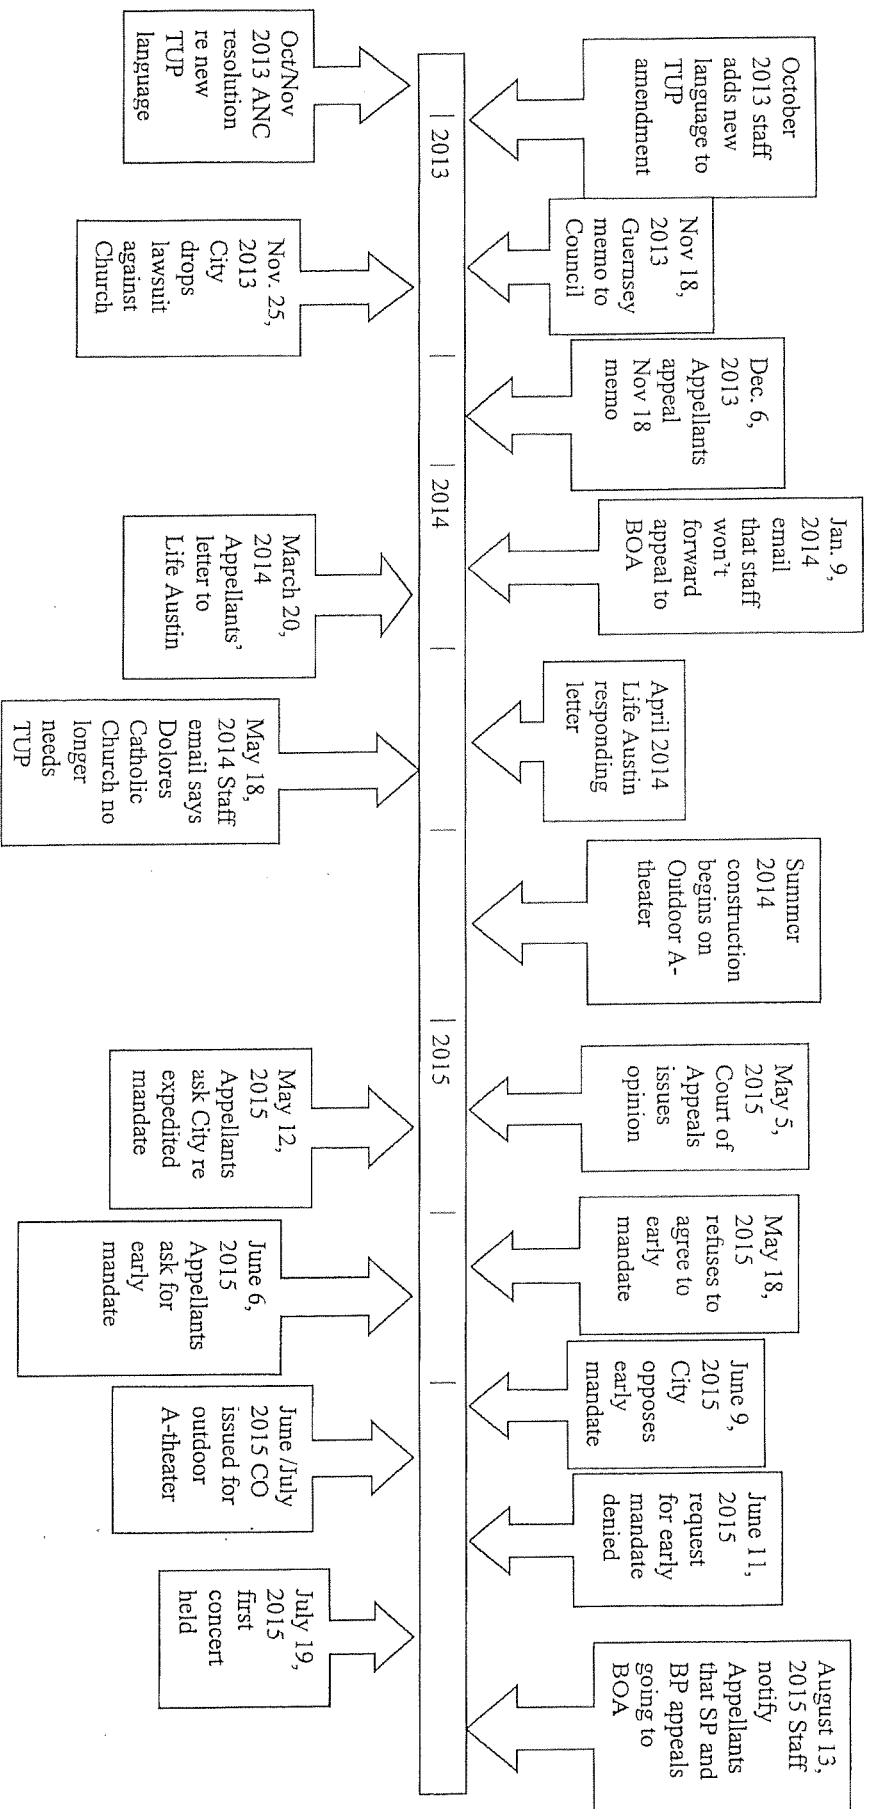 October
2013 staff
adds new
language to
TUP
amendment
Nov 18,
2013
Guernsey
memo to
Council
Dec. 6,
2013
Appellants
appeal
Nov 18
memo
Jan. 9,
2014
email
that staff
won't
forward
appeal to
BOA
April 2014
Life Austin
responding
letter
Summer
2014
construction
begins on
Outdoor A-
theater
May 5,
2015
Court of
Appeals
issues
opinion
May 18,
2015
refuses to
agree to
early
mandate
June 9,
2015
City
opposes
early
mandate
June 11,
2015
request
for early
mandate
denied
August 13,
2015 Staff
notify
Appellants
that SP and
BP appeals
going to
BOA
2013
2014
2015
Oct/Nov
2013 ANC
resolution
re new
TUP
language
Nov. 25,
2013
City
drops
lawsuit
against
Church
March 20,
2014
Appellants'
letter to
Life Austin
May 18,
2014 Staff
email says
Dolores
Catholic
Church no
longer
needs
TUP
May 12,
2015
Appellants
ask City re
expedited
mandate
June 6,
2015
Appellants
ask for
early
mandate
June /July
2015 CO
issued for
outdoor
A-theater
July 19,
2015
first
concert
held